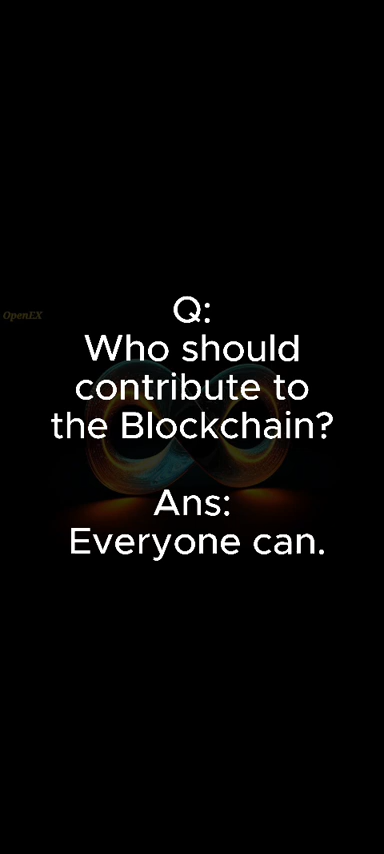 OpenEX
Q:
Who should
contribute to
the Blockchain?
Ans:
Everyone can.